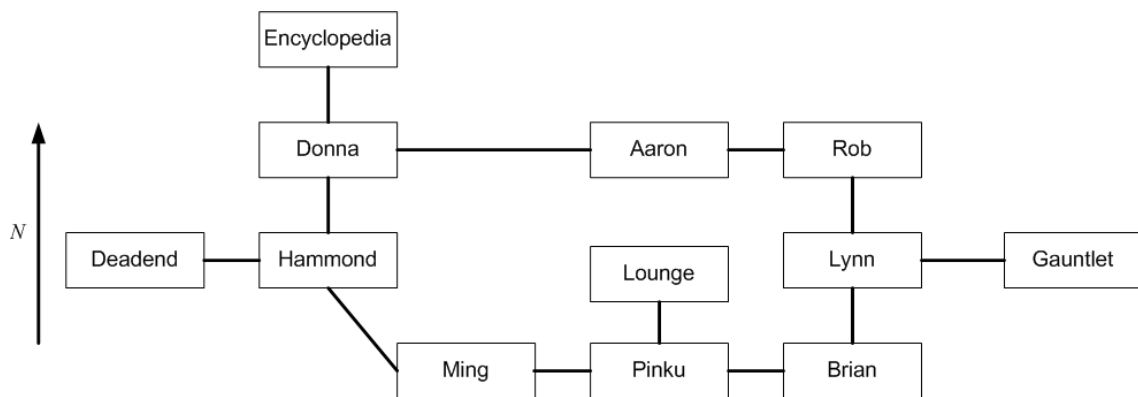 Encyclopedia
Donna
Aaron
Rob
N
Deadend
Hammond
Lounge
Lynn
Gauntlet
Ming
Pinku
Brian